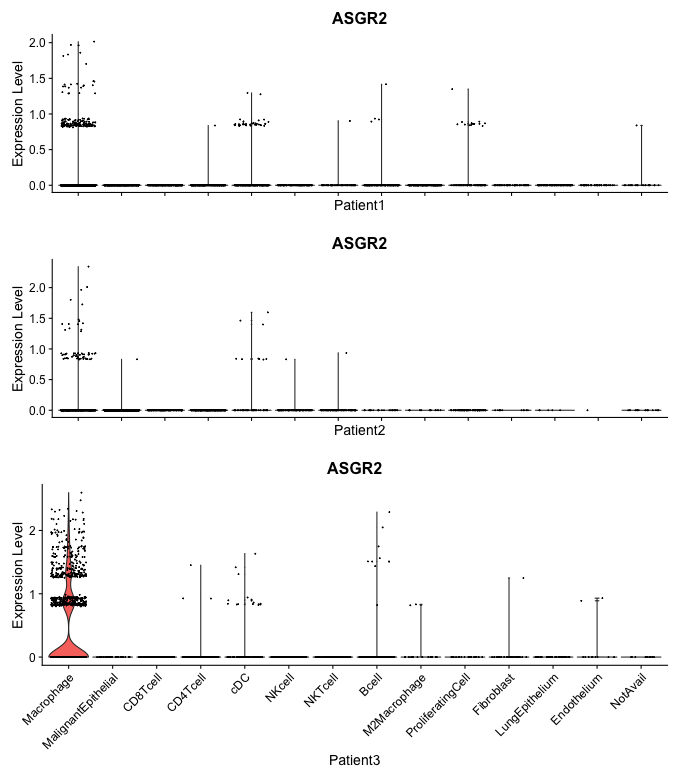 ASGR2
Expression Level
2.0
1.5
1.0
0.5
0.0
Patient1
ASGR2
Expression Level
2.0
1.5
1.0
0.5
0.0
Patient2
ASGR2
Expression Level
2
1
0
Macrophage
MalignantEpithelial
CD8Tcell
CD4Tcell
cDC
NKcell
NKTcell
Bcell
M2Macrophage
ProliferatingCell
Fibroblast
LungEpithelium
Endothelium
NotAvail
Patient3